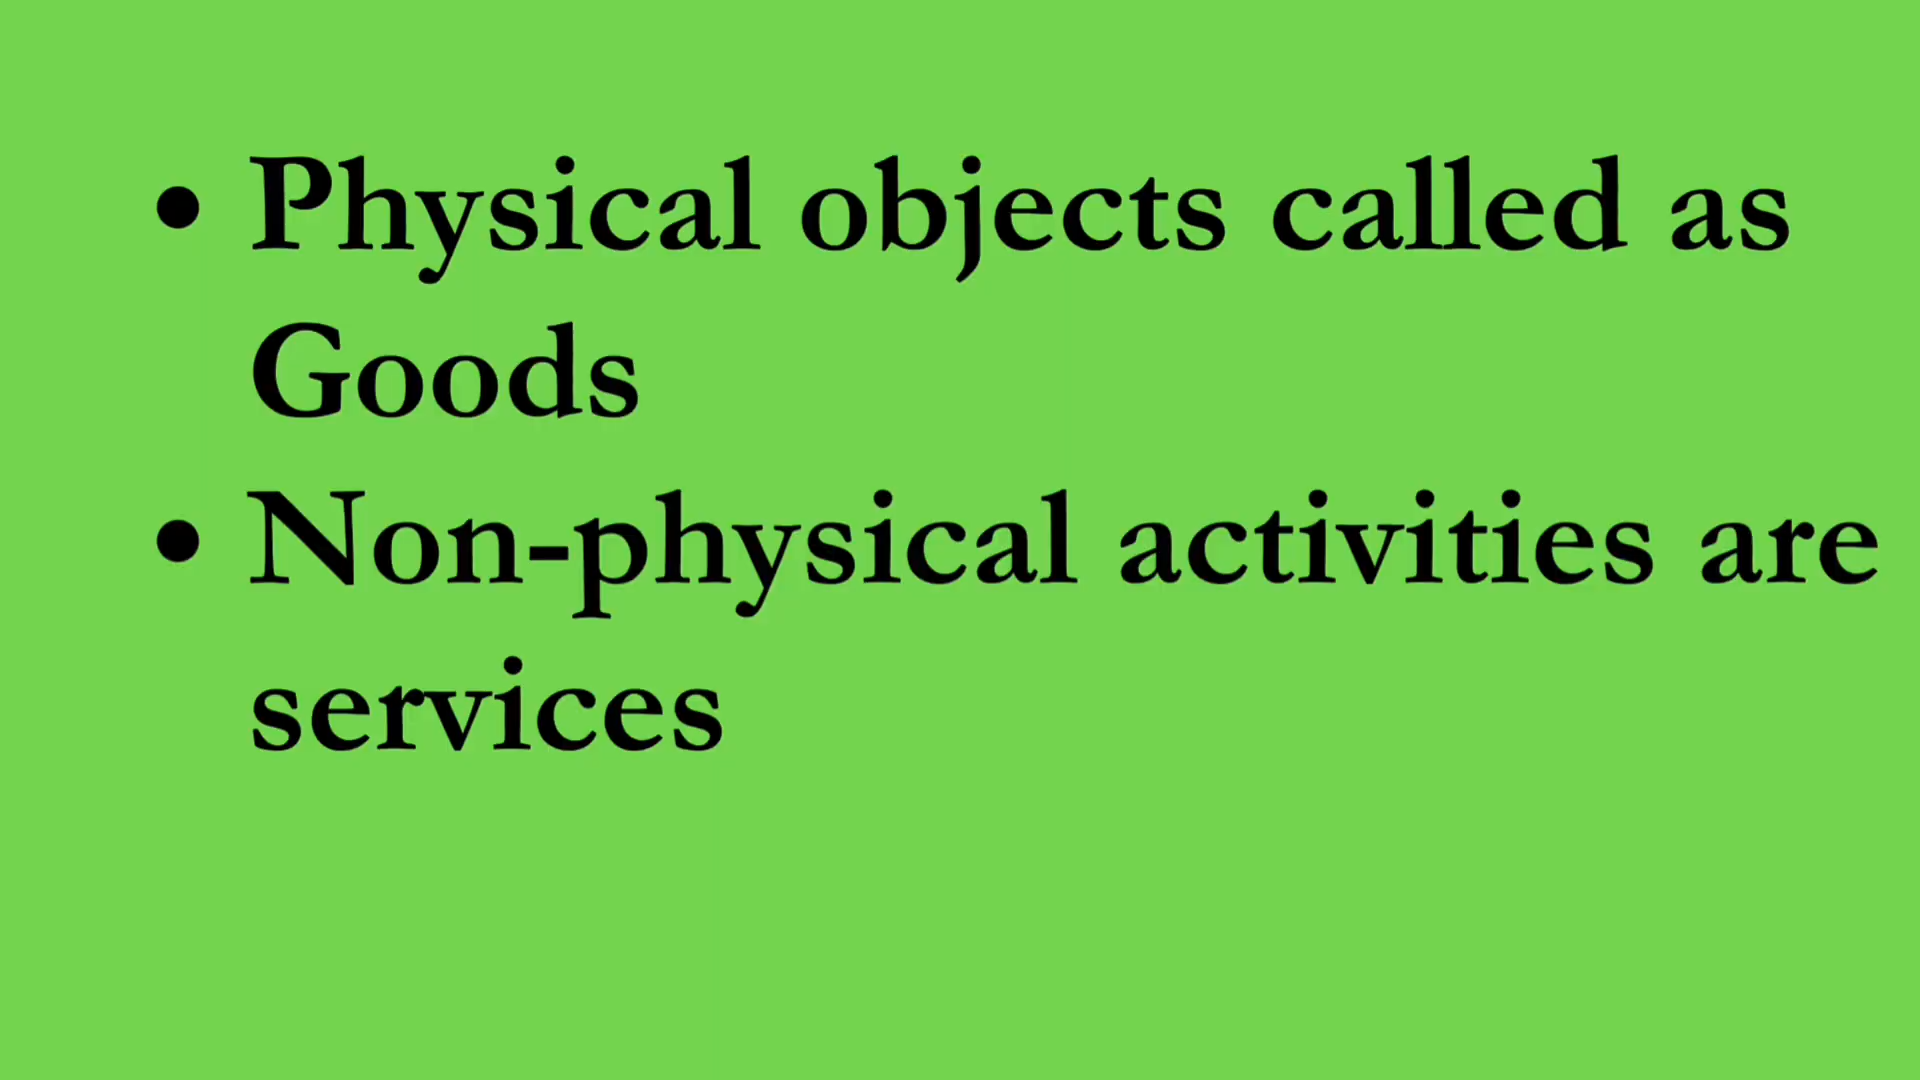 • Physical objects called as
Goods
• Non-physical activities are
services